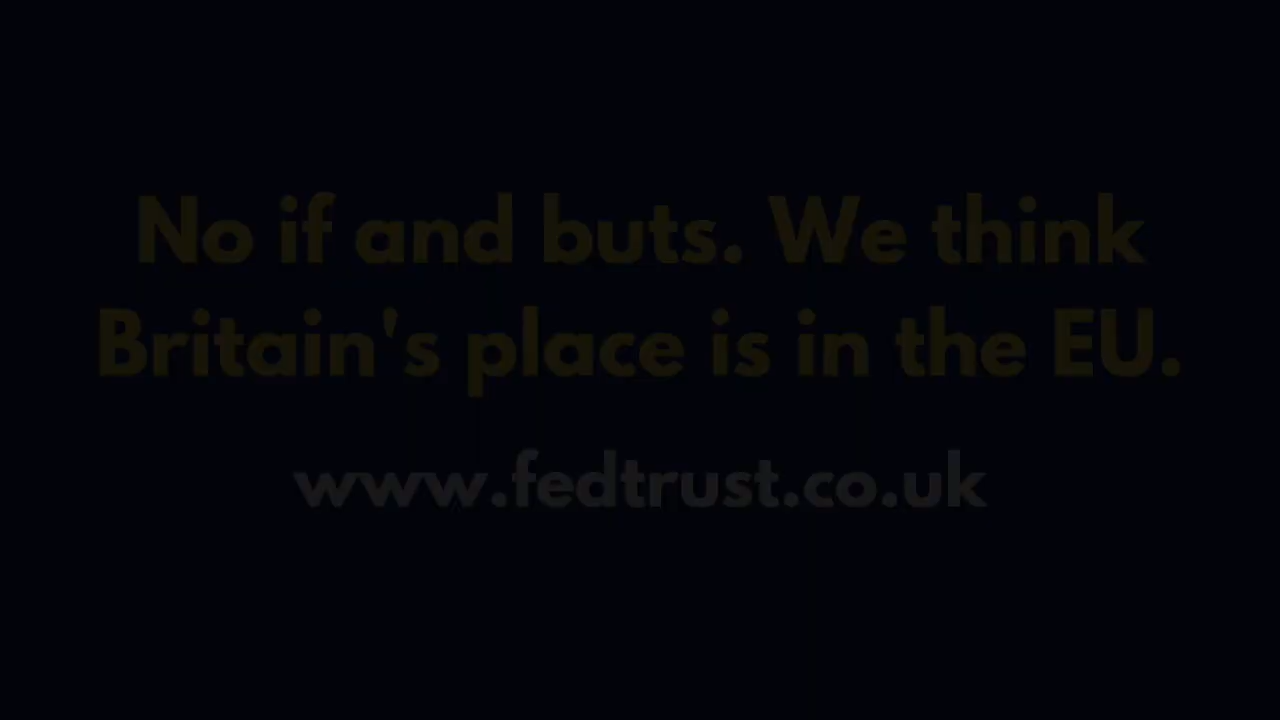 No if and buts. We think
Britain's place is in the EU.
www.fedtrust.co.uk